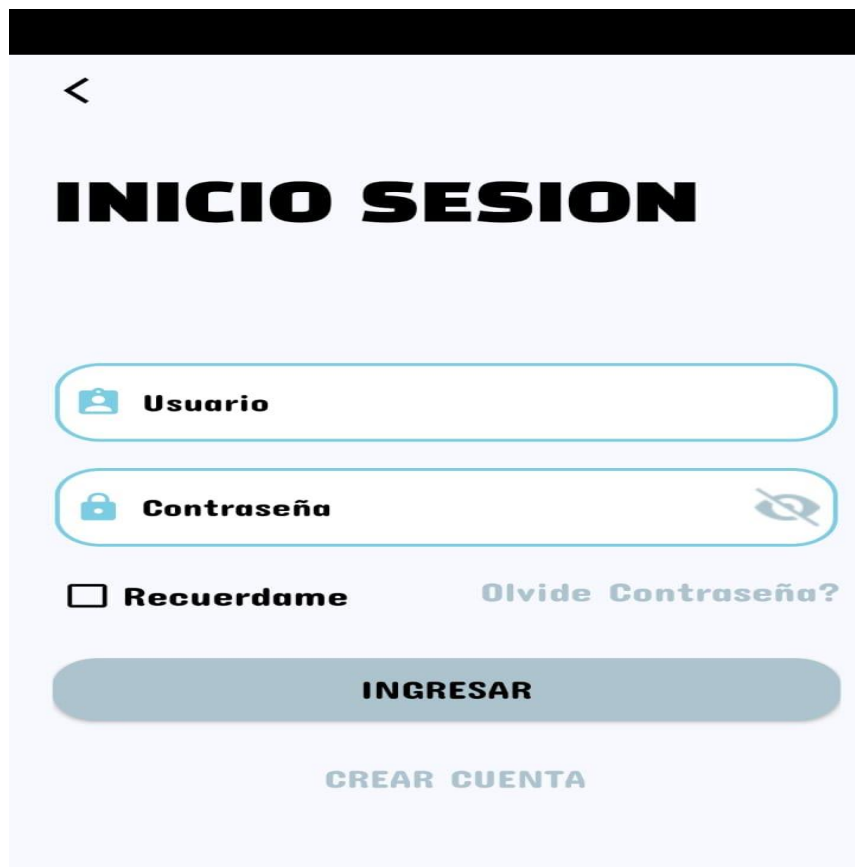 INICIO SESION
Usuario
Contraseña
Recuerdame Olvide Contraseña?
INGRESAR
CREAR CUENTA